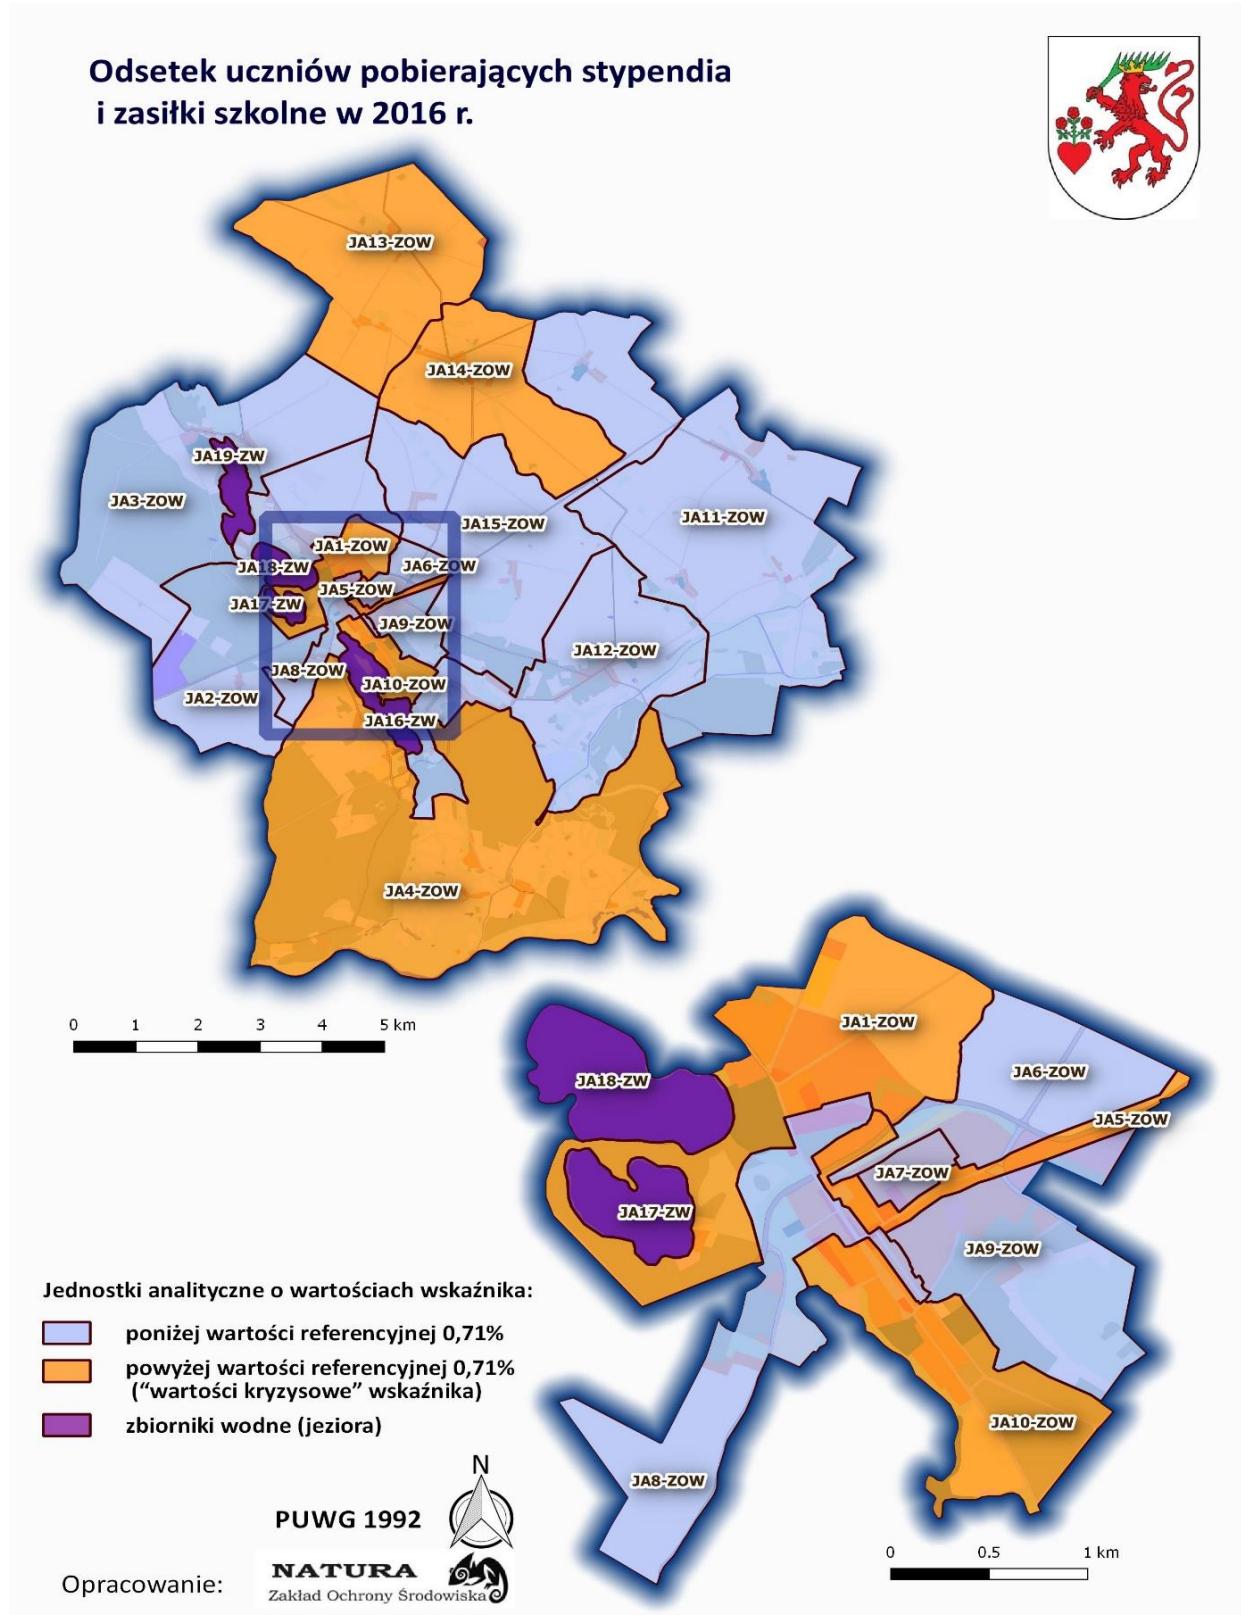 Odsetek uczniów pobierających stypendia
i zasiłki szkolne w 2016 r.
JA13-ZOW
JA14-ZOW
JA19-ZW
JA3-ZOW
JA15-ZOW
JA11-ZOW
JA1-ZOW
JA18-ZW
JA6-ZOW
JA5-ZOW
JA17-ZW
JA9-ZOW
JA12-ZOW
JA8-ZOW
JA10-ZOW
JA2-ZOW
JA16-ZW
JA4-ZOW
0 1 2 3 4 5 km
JA1-ZOW
JA18-ZW
JA6-ZOW
JA5-ZOW
JA7-ZOW
JA17-ZW
JA9-ZOW
JA10-ZOW
JA8-ZOW
Jednostki analityczne o wartościach wskaźnika:
poniżej wartości referencyjnej 0,71%
powyżej wartości referencyjnej 0,71%
(“wartości kryzysowe” wskaźnika)
zbiorniki wodne (jeziora)
N
PUWG 1992
0 0.5 1 km
Opracowanie:
NATURA
Zakład Ochrony Środowiska